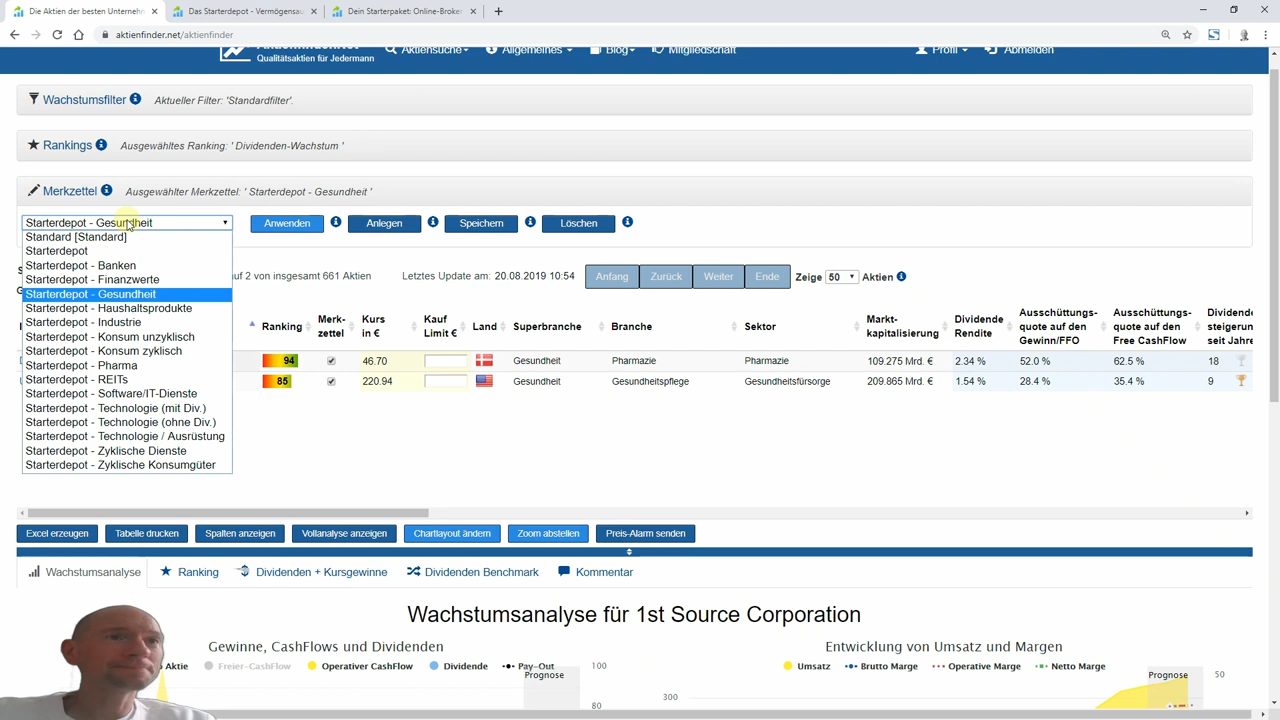 Die Aktien der besten Unternehm
Das Starterdepot - Vermögensau
Dein Starterpaket: Online-Broker
aktienfinder.net/aktienfinder
Aktienfinder.Net
Qualitätsaktien für Jedermann
Aktiensuche
Allgemeines
Blog
Mitgliedschaft
Profil
Abmelden
Wachstumsfilter Aktueller Filter: 'Standardfilter'.
Rankings Ausgewähltes Ranking: ' Dividenden-Wachstum '
Merkzettel Ausgewählter Merkzettel: ' Starterdepot - Gesundheit '
Starterdepot - Gesundheit Anwenden Anlegen Speichern Löschen
Standard [Standard]
Starterdepot
Starterdepot - Banken
Starterdepot - Finanzwerte
Starterdepot - Gesundheit
Starterdepot - Haushaltsprodukte
Starterdepot - Industrie
Starterdepot - Konsum unzyklisch
Starterdepot - Konsum zyklisch
Starterdepot - Pharma
Starterdepot - REITs
Starterdepot - Software/IT-Dienste
Starterdepot - Technologie (mit Div.)
Starterdepot - Technologie (ohne Div.)
Starterdepot - Technologie / Ausrüstung
Starterdepot - Zyklische Dienste
Starterdepot - Zyklische Konsumgüter
auf 2 von insgesamt 661 Aktien Letztes Update am: 20.08.2019 10:54 Anfang Zurück Weiter Ende Zeige 50 Aktien
Ranking
Merk-
zettel
Kurs
in €
Kauf
Limit €
Land
Superbranche
Branche
Sektor
Markt-
kapitalisierung
Dividende
Rendite
Ausschüttungs-
quote auf den
Gewinn/FFO
Ausschüttungs-
quote auf den
Free CashFlow
Dividende
steigerun
seit Jahre
94 46.70 Gesundheit Pharmazie Pharmazie 109.275 Mrd. € 2.34 % 52.0 % 62.5 % 18
85 220.94 Gesundheit Gesundheitspflege Gesundheitsfürsorge 209.865 Mrd. € 1.54 % 28.4 % 35.4 % 9
Excel erzeugen Tabelle drucken Spalten anzeigen Vollanalyse anzeigen Chartlayout ändern Zoom abstellen Preis-Alarm senden
Wachstumsanalyse Ranking Dividenden + Kursgewinne Dividenden Benchmark Kommentar
Wachstumsanalyse für 1st Source Corporation
Gewinne, CashFlows und Dividenden
Aktie Freier-CashFlow Operativer CashFlow Dividende Pay-Out
Prognose
100
80
Entwicklung von Umsatz und Margen
Umsatz Brutto Marge Operative Marge Netto Marge
Prognose
50
300